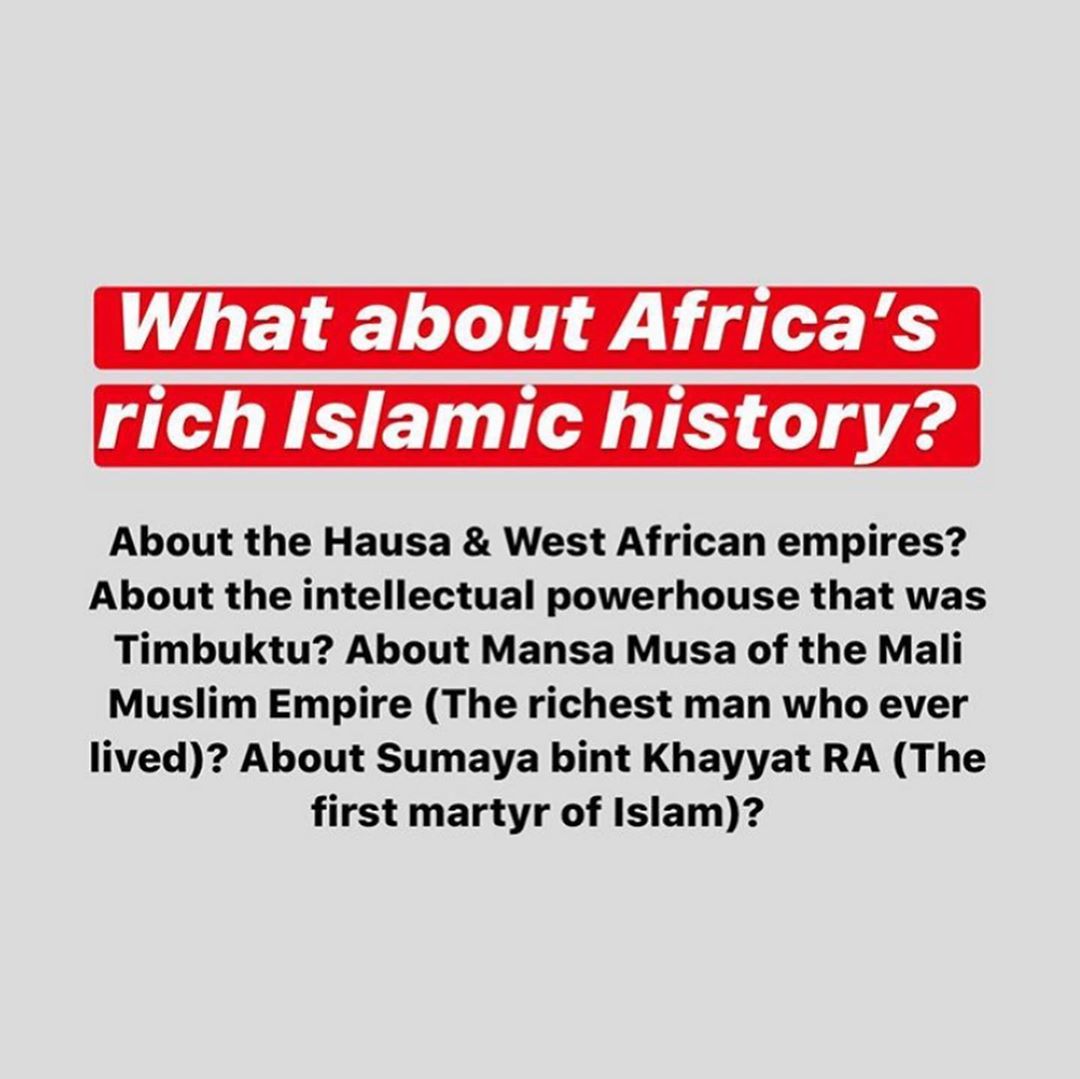 What about Africa’s
rich Islamic history?
About the Hausa & West African empires?
About the intellectual powerhouse that was
Timbuktu? About Mansa Musa of the Mali
Muslim Empire (The richest man who ever
lived)? About Sumaya bint Khayyat RA (The
first martyr of Islam)?